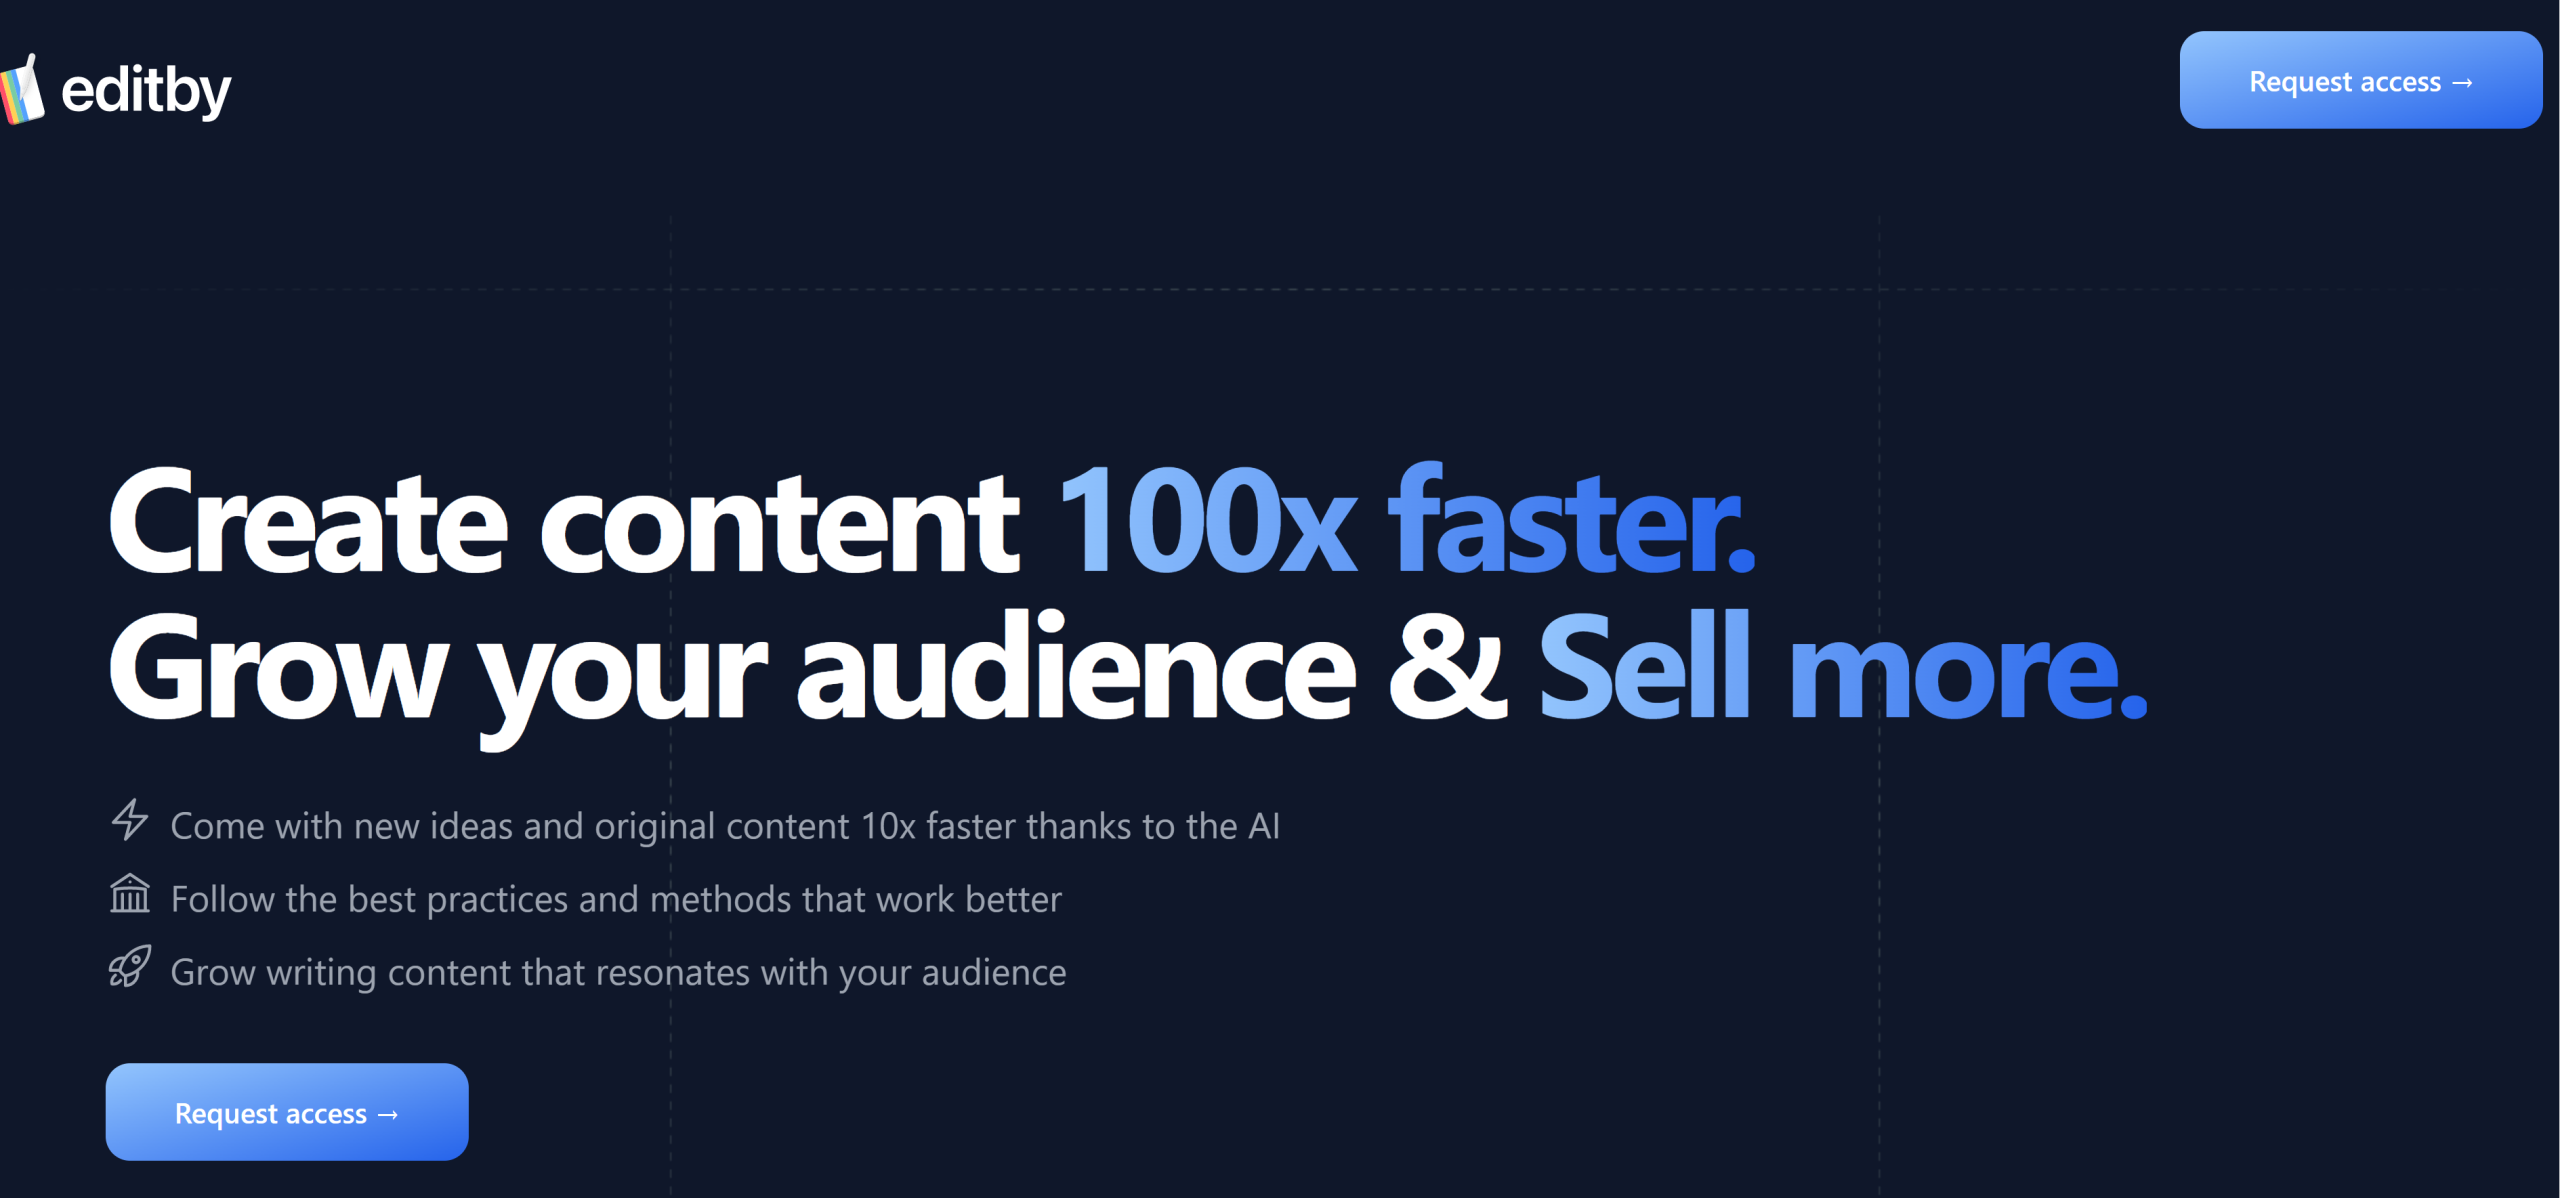 editby
Request access →
Create content 100x faster.
Grow your audience & Sell more.
Come with new ideas and original content 10x faster thanks to the AI
Follow the best practices and methods that work better
Grow writing content that resonates with your audience
Request access →